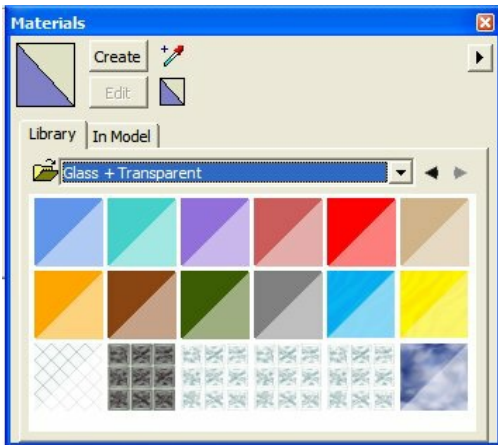 Materials
Create
Edit
Library
In Model
Glass + Transparent